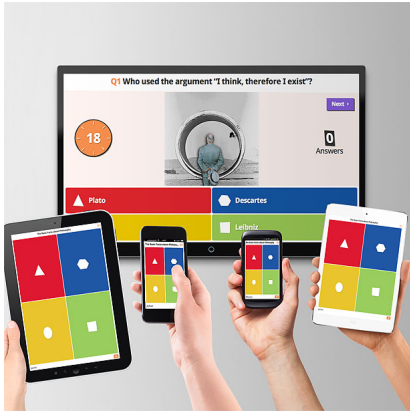 Q1 Who used the argument "I think, therefore I exist"?
Next ›
18
0
Answers
Plato
Descartes
Leibniz